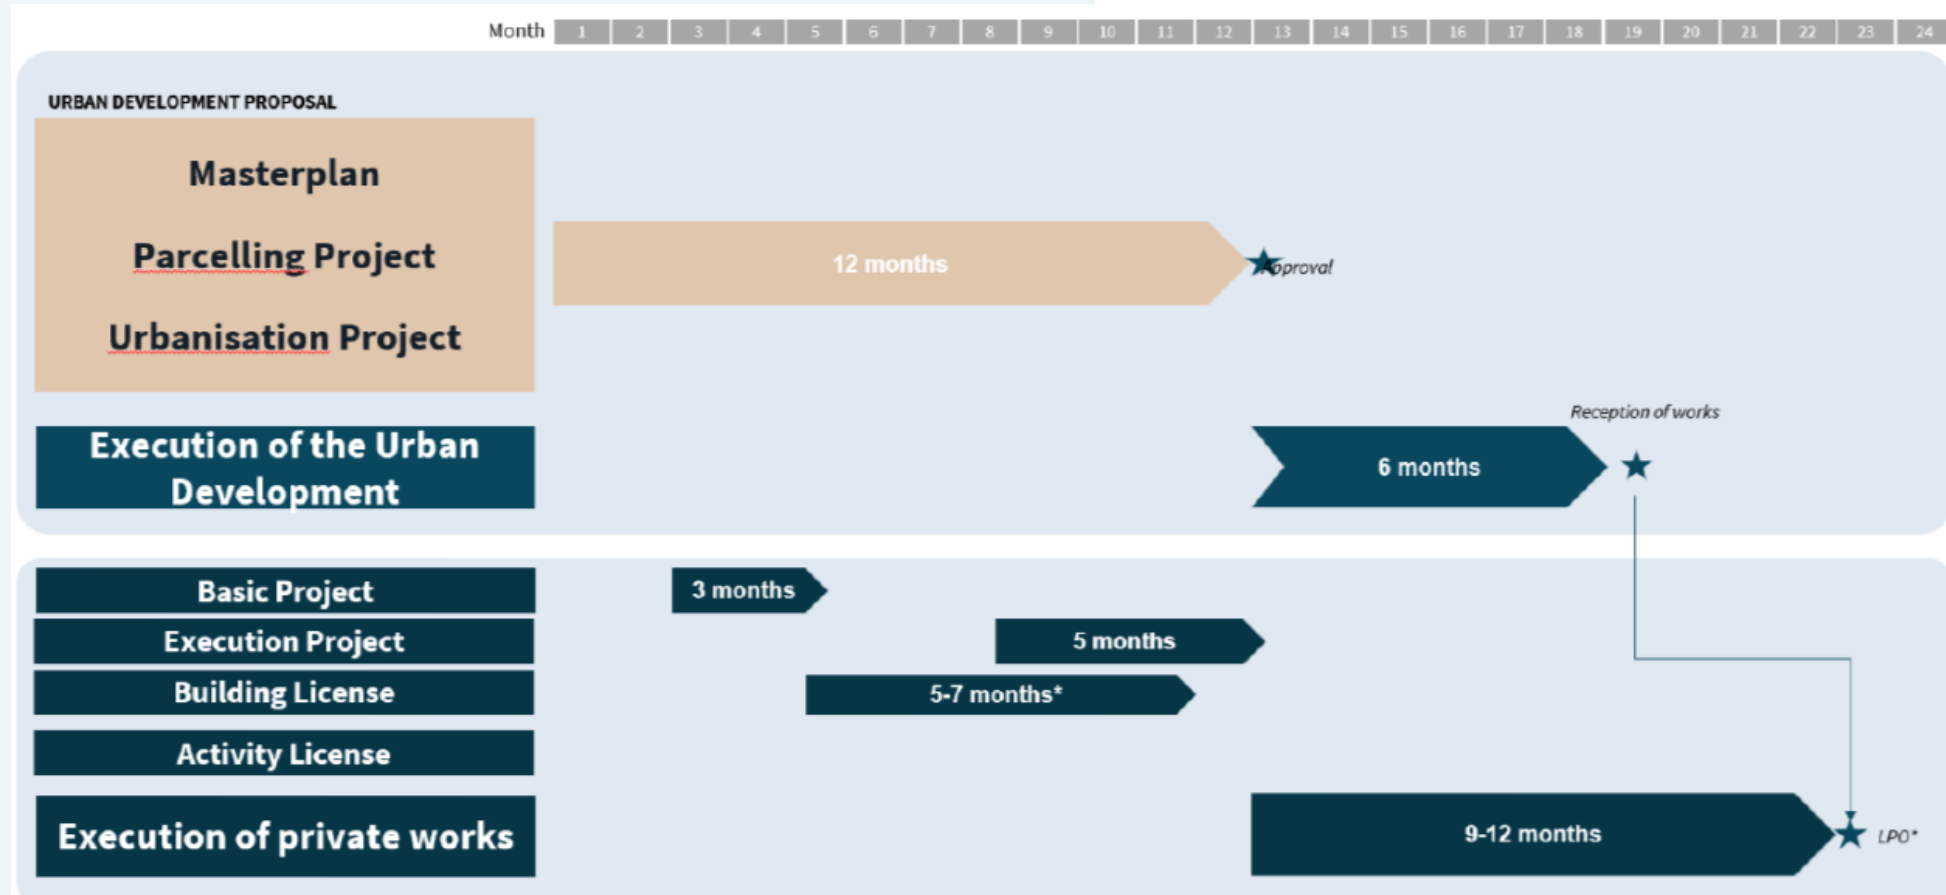 Month 1 2 3 4 5 6 7 8 9 10 11 12 13 14 15 16 17 18 19 20 21 22 23 24
URBAN DEVELOPMENT PROPOSAL
Masterplan
Parcelling Project
Urbanisation Project
12 months
Approval
Execution of the Urban
Development
6 months
Reception of works
Basic Project
3 months
Execution Project
5 months
Building License
5-7 months*
Activity License
Execution of private works
9-12 months
LPO*